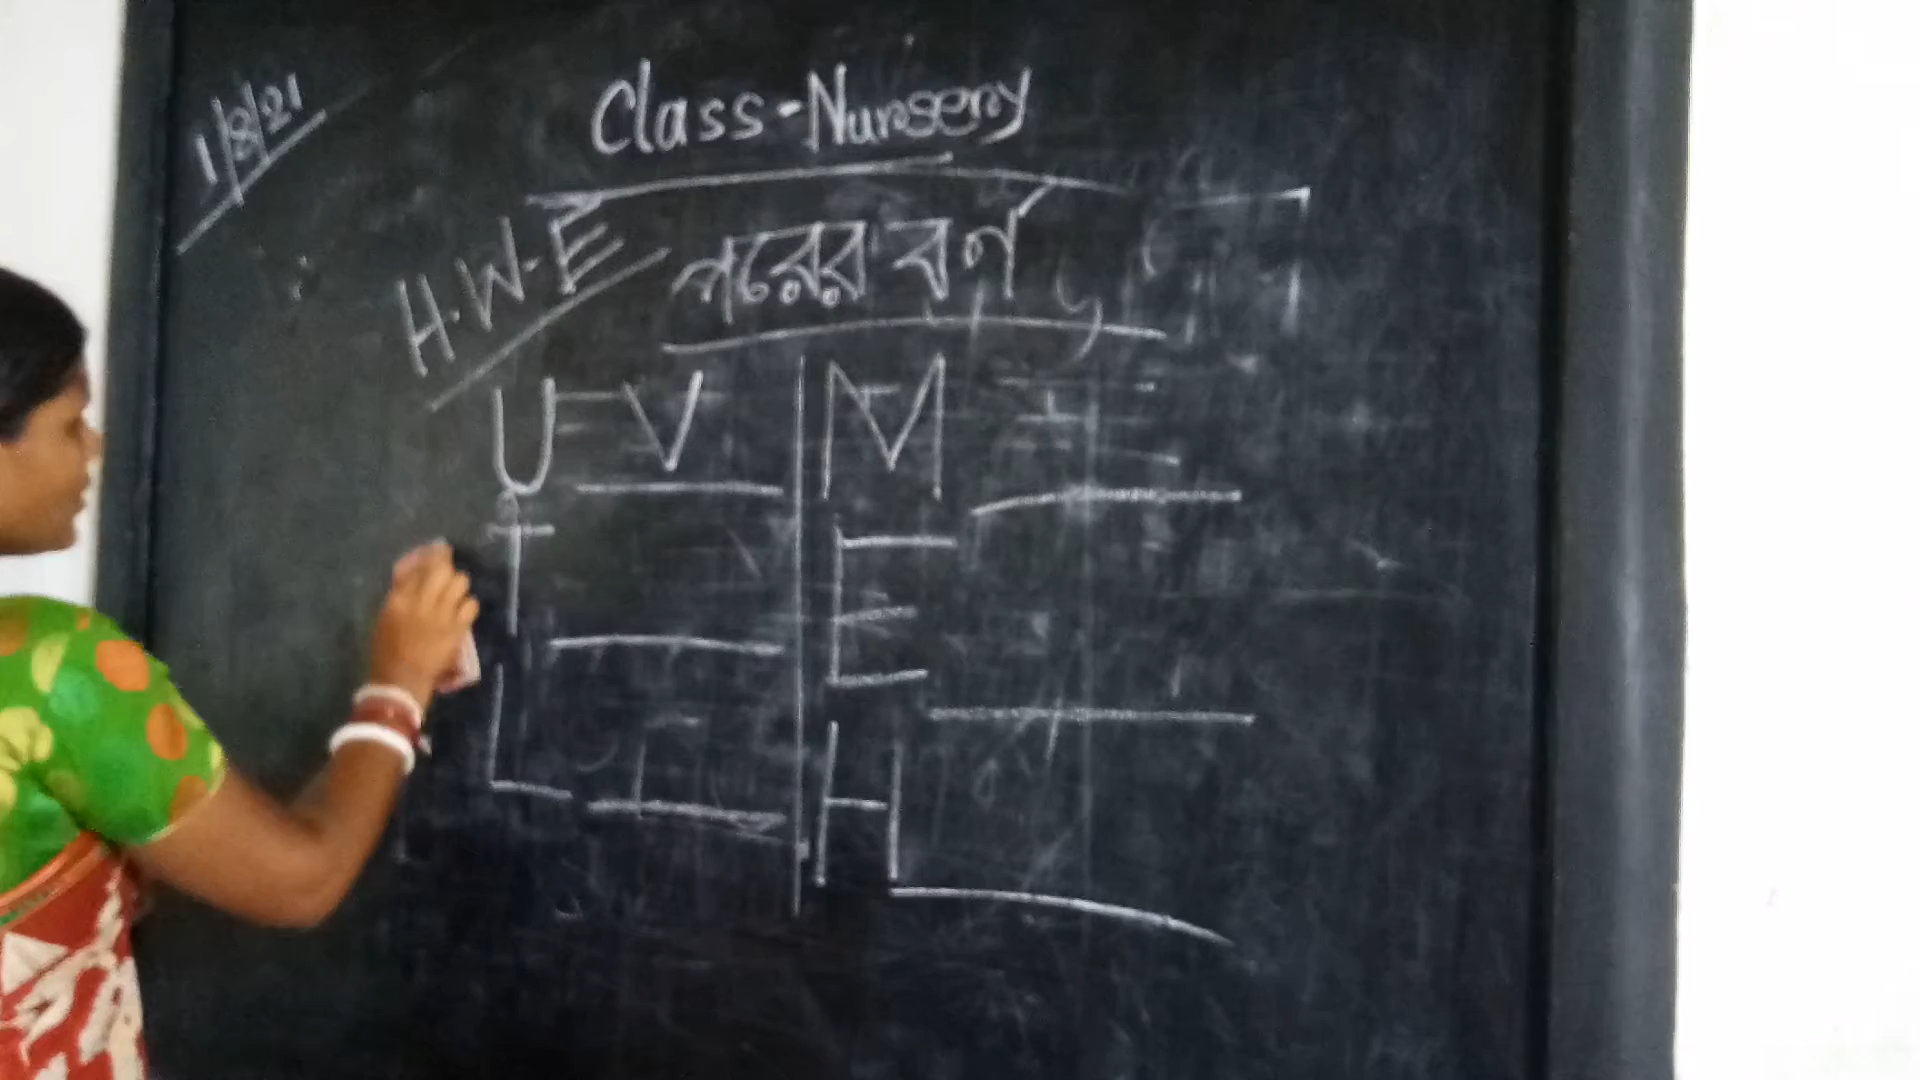 1/8/21
Class-Nursery
H.W.E পরের বর্ণ
U - V M
T E
L H